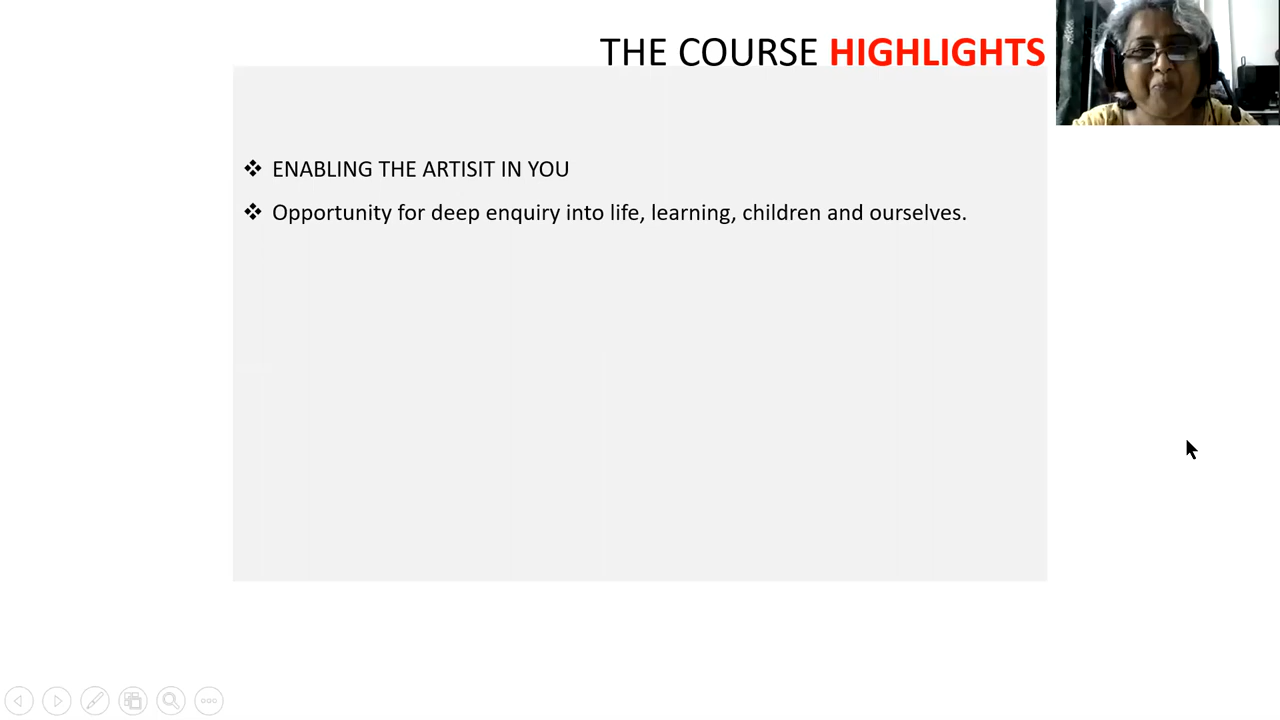 THE COURSE HIGHLIGHTS
❖ ENABLING THE ARTISIT IN YOU
❖ Opportunity for deep enquiry into life, learning, children and ourselves.